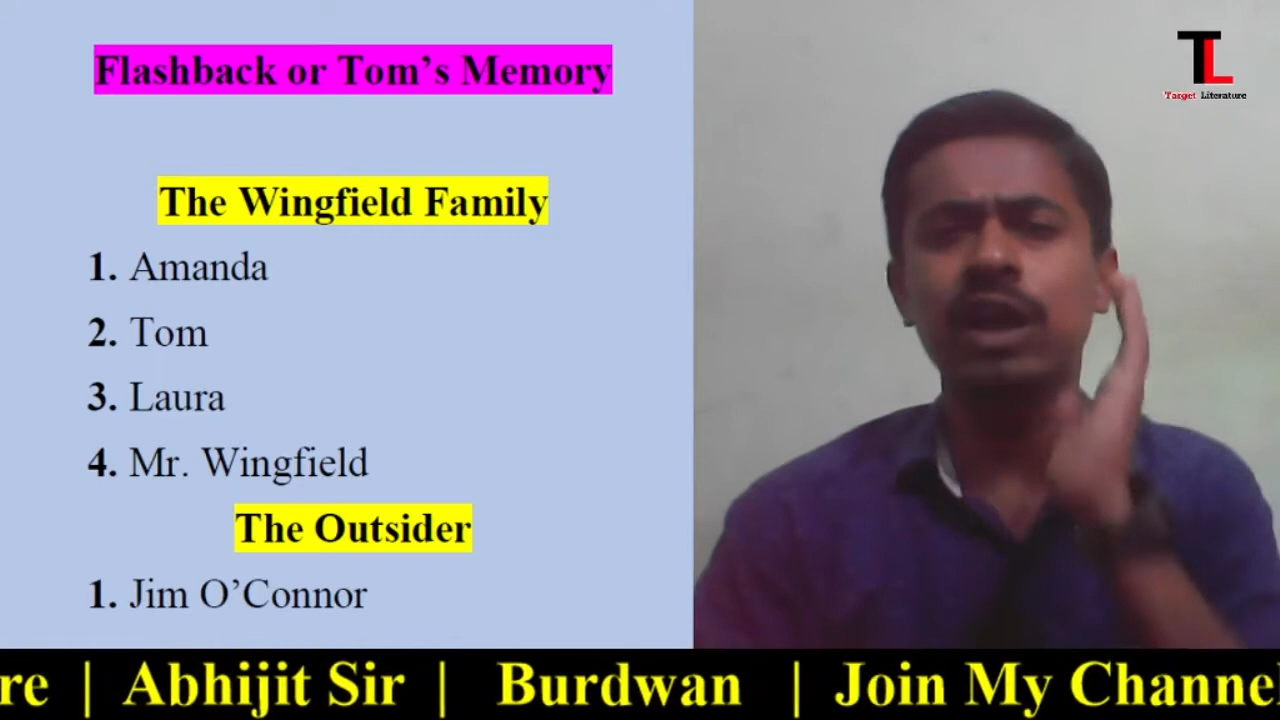 Flashback or Tom’s Memory
The Wingfield Family
1. Amanda
2. Tom
3. Laura
4. Mr. Wingfield
The Outsider
1. Jim O’Connor
TL
Target Literature
re | Abhijit Sir | Burdwan | Join My Channel